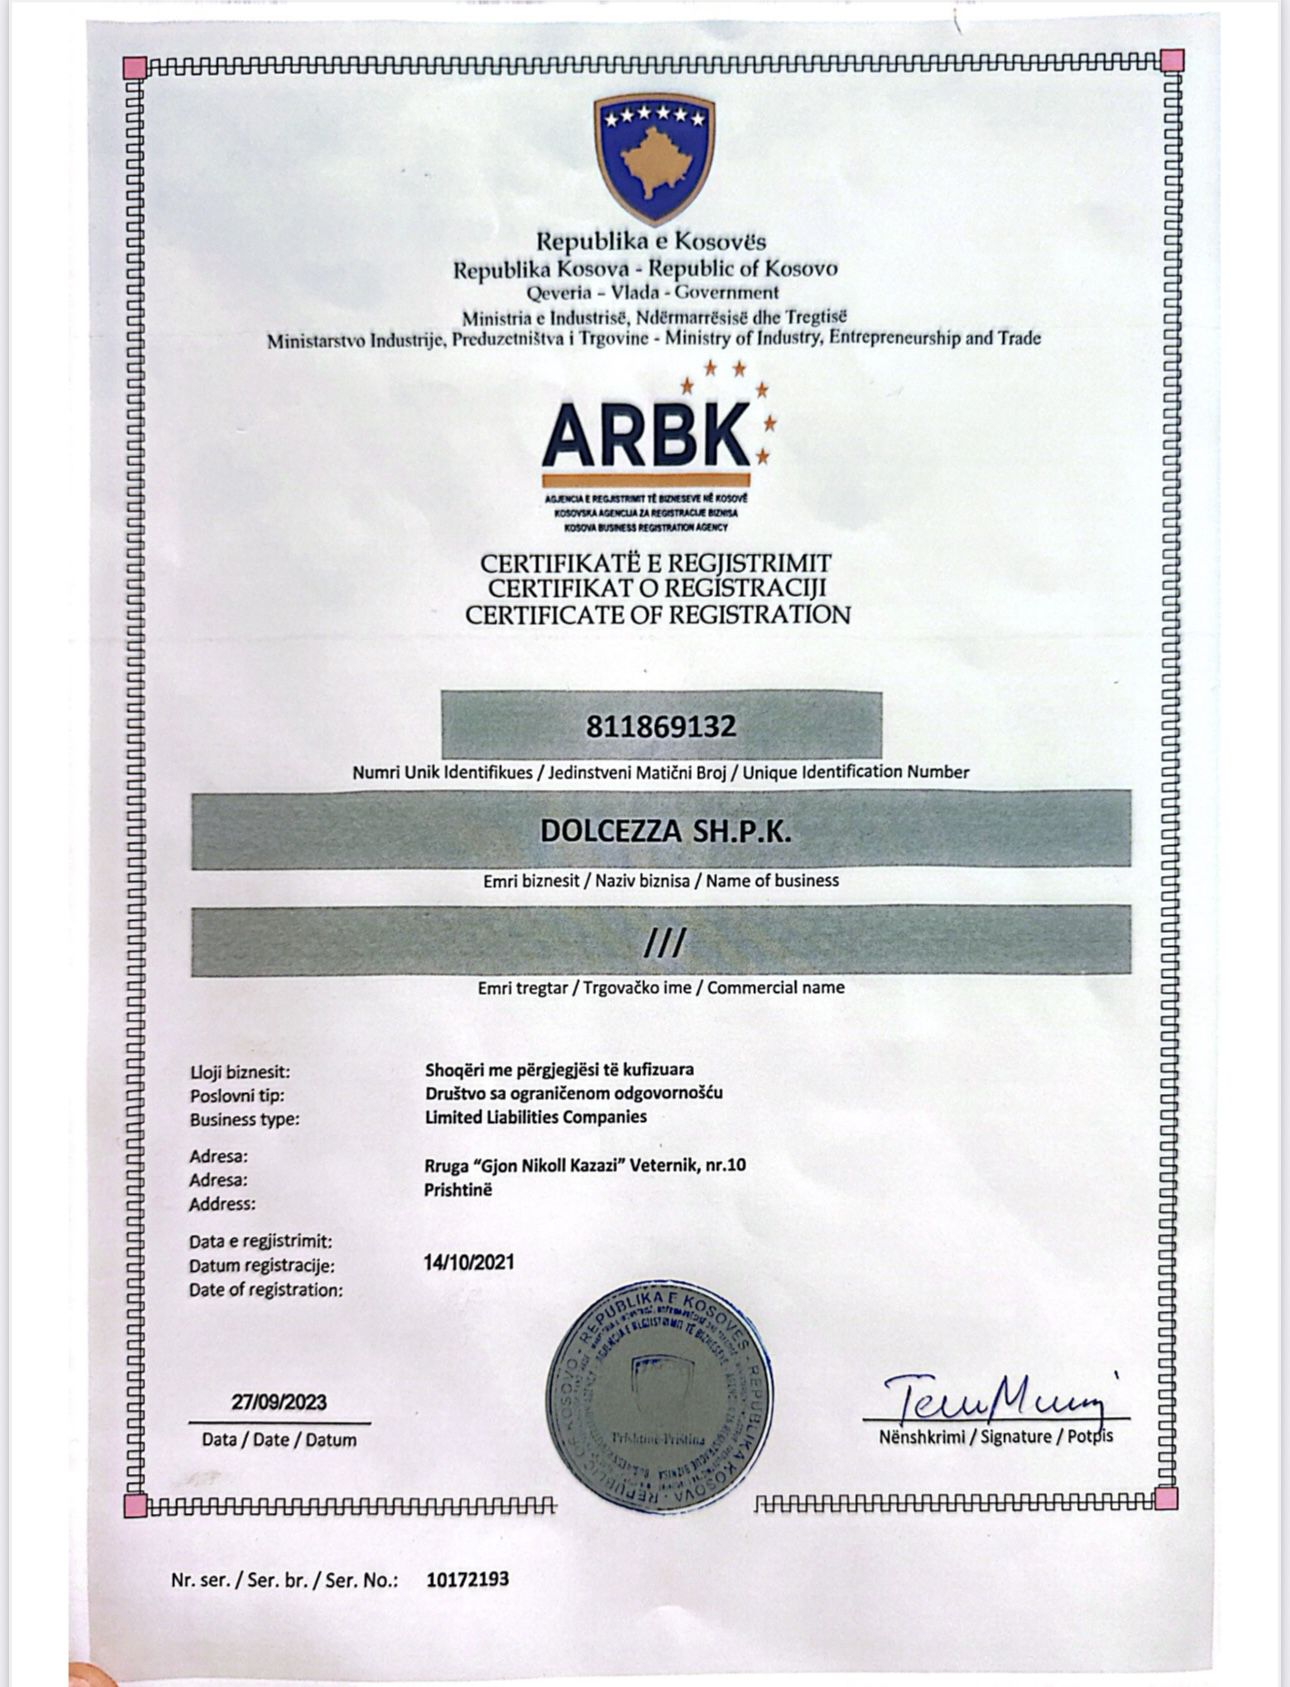 Republika e Kosovës
Republika Kosova - Republic of Kosovo
Qeveria – Vlada - Government
Ministria e Industrisë, Ndërmarrësisë dhe Tregtisë
Ministarstvo Industrije, Preduzetništva i Trgovine - Ministry of Industry, Entrepreneurship and Trade
ARBK
AGJENCIA E REGJISTRIMIT TË BIZNESEVE NË KOSOVË
KOSOVSKA AGENCIJA ZA REGISTRACIJE BIZNISA
KOSOVA BUSINESS REGISTRATION AGENCY
CERTIFIKATË E REGJISTRIMIT
CERTIFIKAT O REGISTRACIJI
CERTIFICATE OF REGISTRATION
811869132
Numri Unik Identifikues / Jedinstveni Matični Broj / Unique Identification Number
DOLCEZZA SH.P.K.
Emri biznesit / Naziv biznisa / Name of business
///
Emri tregtar / Trgovačko ime / Commercial name
Lloji biznesit: Shoqëri me përgjegjësi të kufizuara
Poslovni tip: Društvo sa ograničenom odgovornošću
Business type: Limited Liabilities Companies
Adresa:
Rruga “Gjon Nikoll Kazazi” Veternik, nr.10
Adresa:
Prishtinë
Address:
Data e regjistrimit:
Datum registracije: 14/10/2021
Date of registration:
REPUBLIKA E KOSOVËS - REPUBLIKA KOSOVA - REPUBLIC OF KOSOVO
Prishtinë-Priština
27/09/2023
Data / Date / Datum
Nënshkrimi / Signature / Potpis
Nr. ser. / Ser. br. / Ser. No.: 10172193